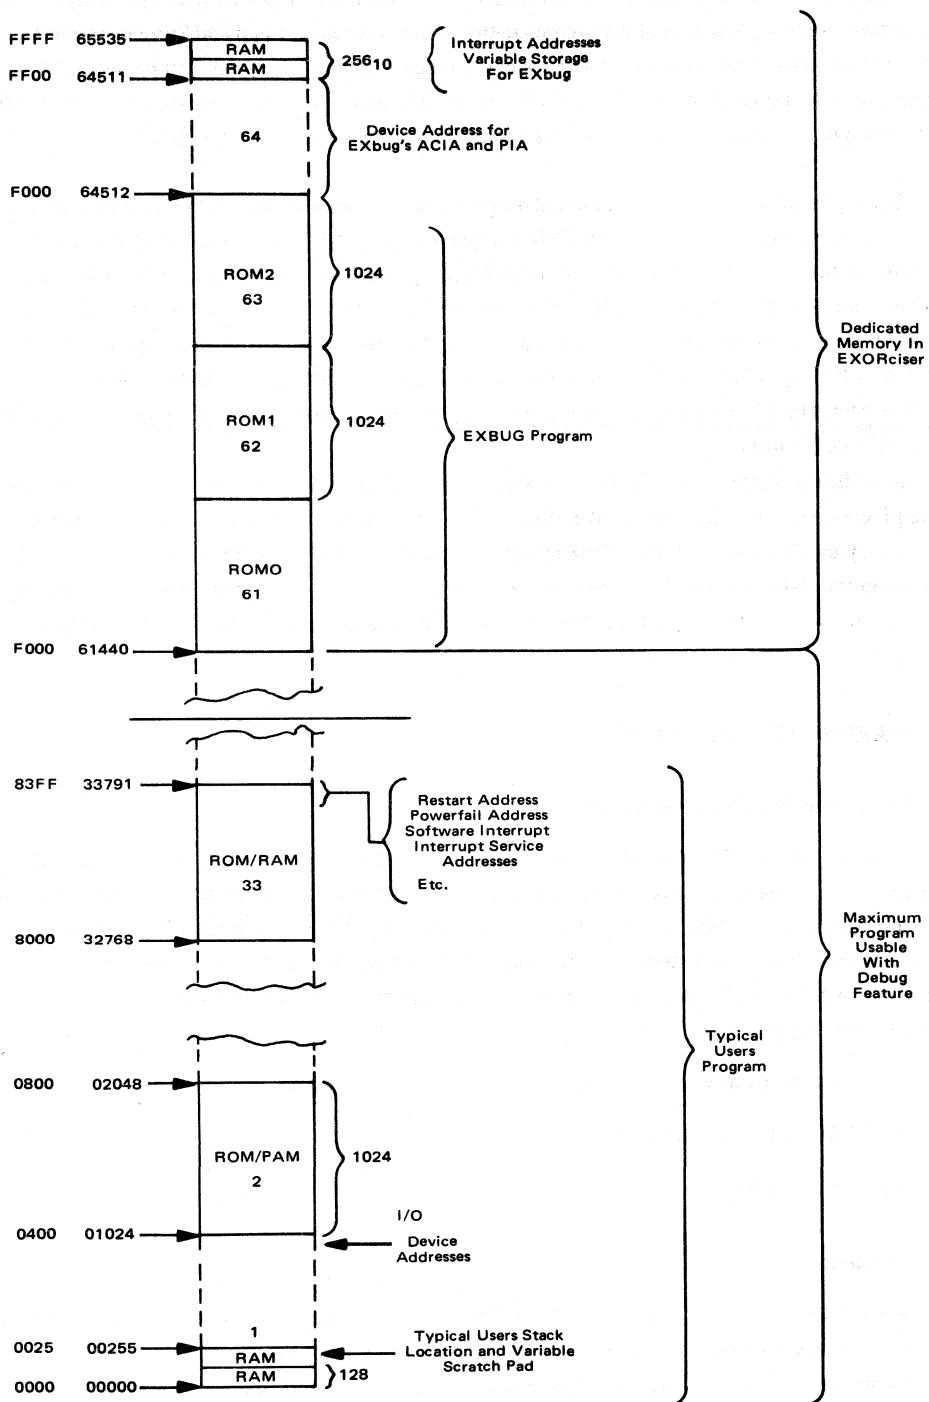 FFFF 65535
RAM
RAM
256₁₀
Interrupt Addresses
Variable Storage
For EXbug
FF00 64511
64
Device Address for
EXbug's ACIA and PIA
F000 64512
ROM2
63
1024
Dedicated
Memory In
EXORciser
ROM1
62
1024
EXBUG Program
ROMO
61
F000 61440
83FF 33791
Restart Address
Powerfail Address
Software Interrupt
Interrupt Service
Addresses
Etc.
ROM/RAM
33
8000 32768
Maximum
Program
Usable
With
Debug
Feature
Typical
Users
Program
0800 02048
ROM/PAM
2
1024
0400 01024
I/O
Device
Addresses
1
0025 00255
RAM
RAM
128
Typical Users Stack
Location and Variable
Scratch Pad
0000 00000